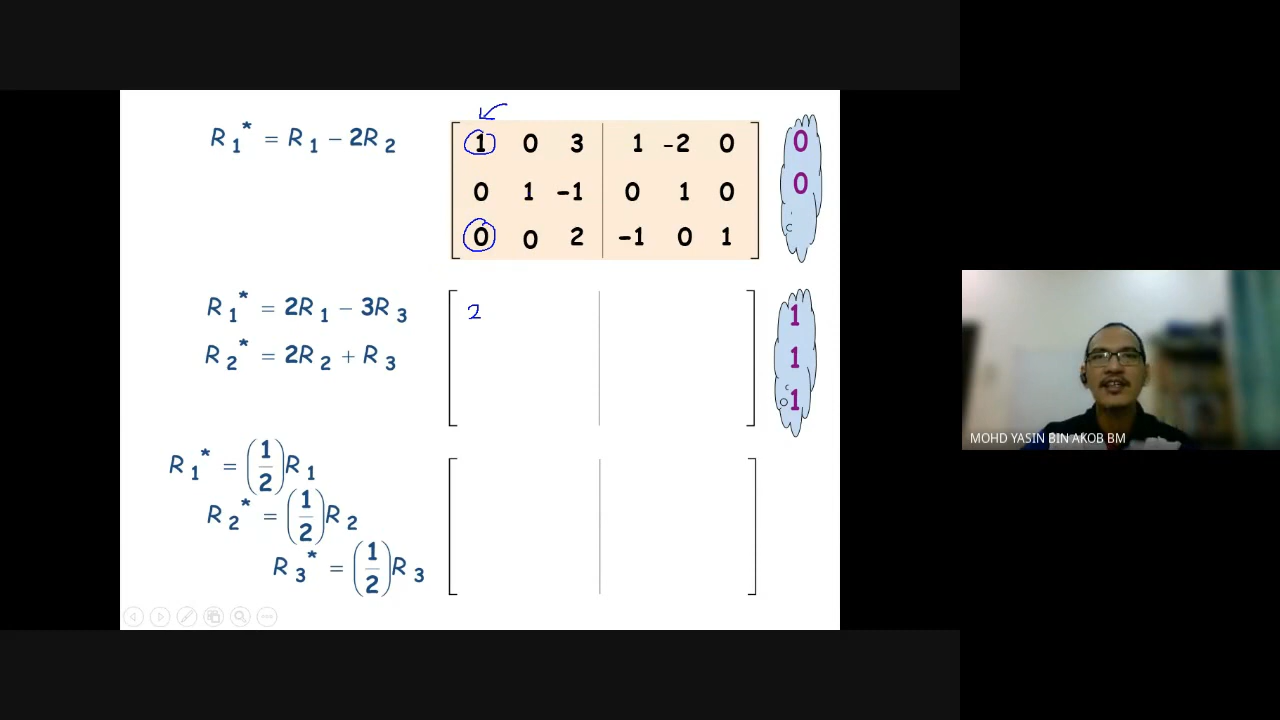 R₁* = R₁ − 2R₂
1 0 3 1 -2 0 0
0 1 -1 0 1 0 0
0 0 2 -1 0 1
R₁* = 2R₁ − 3R₃
2 1
R₂* = 2R₂ + R₃
1
1
R₁* = (1/2)R₁
R₂* = (1/2)R₂
R₃* = (1/2)R₃
MOHD YASIN BIN AKOB BM